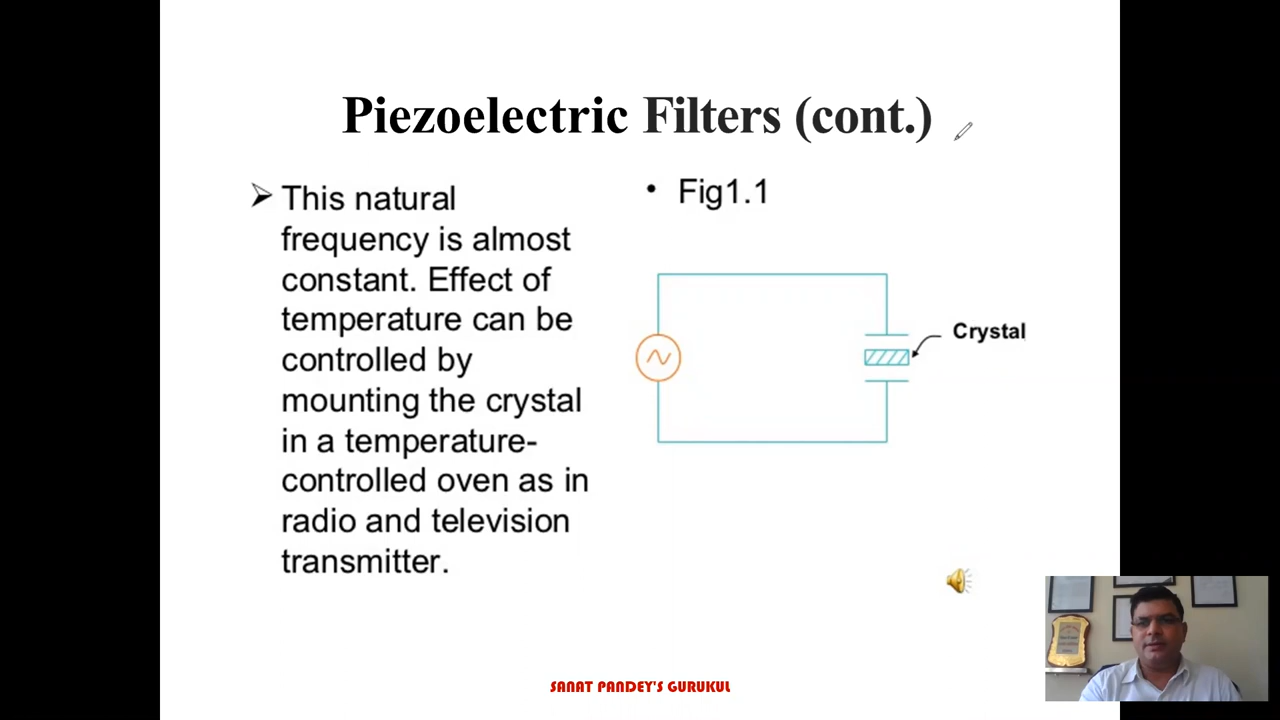 Piezoelectric Filters (cont.)
This natural
frequency is almost
constant. Effect of
temperature can be
controlled by
mounting the crystal
in a temperature-
controlled oven as in
radio and television
transmitter.
• Fig1.1
Crystal
SANAT PANDEY'S GURUKUL